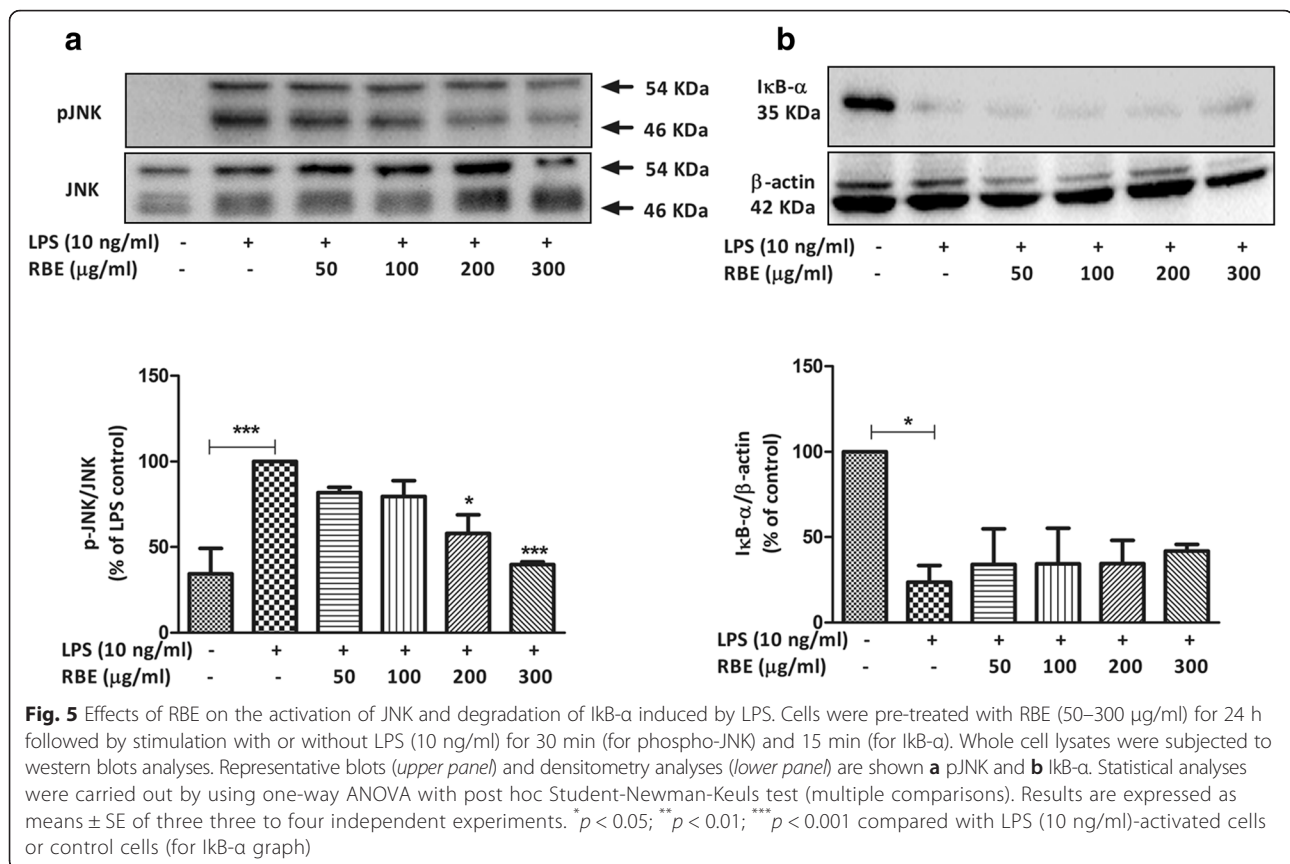 a
pJNK
54 KDa
46 KDa
JNK
54 KDa
46 KDa
LPS (10 ng/ml) - + + + + +
RBE (μg/ml) - - 50 100 200 300
b
IκB-α
35 KDa
β-actin
42 KDa
LPS (10 ng/ml) - + + + + +
RBE (μg/ml) - - 50 100 200 300
p-JNK/JNK
(% of LPS control)
150
100
50
0
***
*
***
LPS (10 ng/ml) - + + + + +
RBE (μg/ml) - - 50 100 200 300
IκB-α/β-actin
(% of control)
150
100
50
0
*
LPS (10 ng/ml) - + + + + +
RBE (μg/ml) - - 50 100 200 300
Fig. 5 Effects of RBE on the activation of JNK and degradation of IkB-α induced by LPS. Cells were pre-treated with RBE (50–300 μg/ml) for 24 h
followed by stimulation with or without LPS (10 ng/ml) for 30 min (for phospho-JNK) and 15 min (for IkB-α). Whole cell lysates were subjected to
western blots analyses. Representative blots (upper panel) and densitometry analyses (lower panel) are shown a pJNK and b IkB-α. Statistical analyses
were carried out by using one-way ANOVA with post hoc Student-Newman-Keuls test (multiple comparisons). Results are expressed as
means ± SE of three three to four independent experiments. *p < 0.05; **p < 0.01; ***p < 0.001 compared with LPS (10 ng/ml)-activated cells
or control cells (for IkB-α graph)